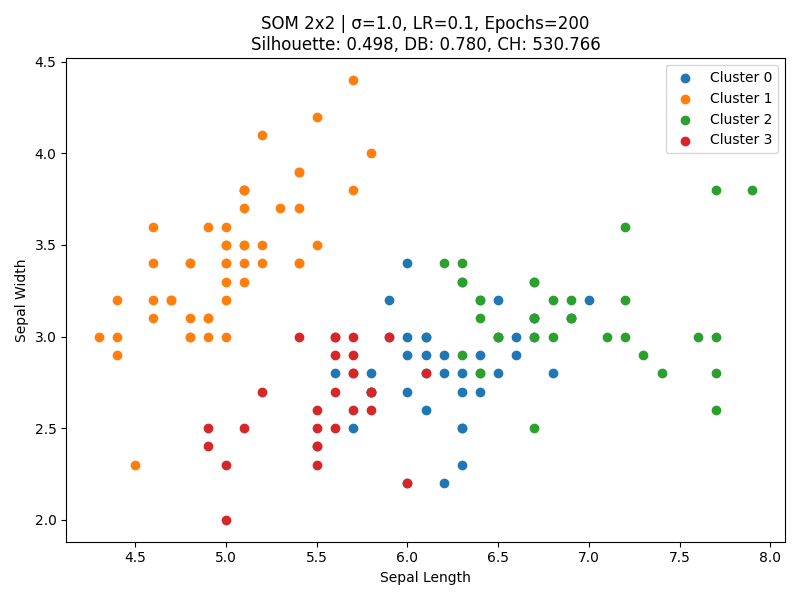 SOM 2x2 | σ=1.0, LR=0.1, Epochs=200
Silhouette: 0.498, DB: 0.780, CH: 530.766
Cluster 0
Cluster 1
Cluster 2
Cluster 3
4.5
4.0
3.5
3.0
2.5
2.0
Sepal Width
4.5 5.0 5.5 6.0 6.5 7.0 7.5 8.0
Sepal Length